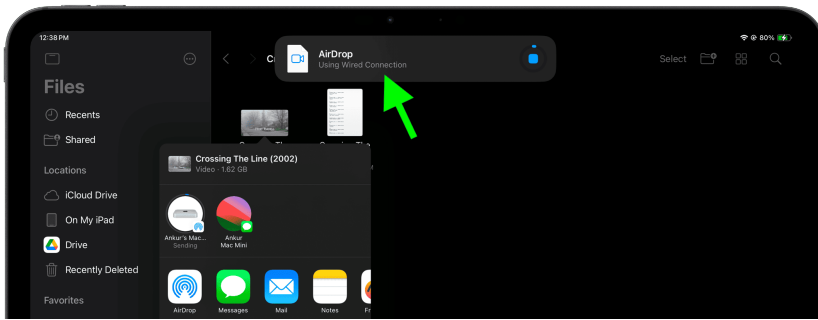 12:38 PM
80%
AirDrop
Using Wired Connection
Select
Files
Recents
Shared
Locations
iCloud Drive
On My iPad
Drive
Recently Deleted
Favorites
Crossing The Line (2002)
Video · 1.62 GB
Ankur's Mac...
Sending
Ankur
Mac Mini
AirDrop
Messages
Mail
Notes